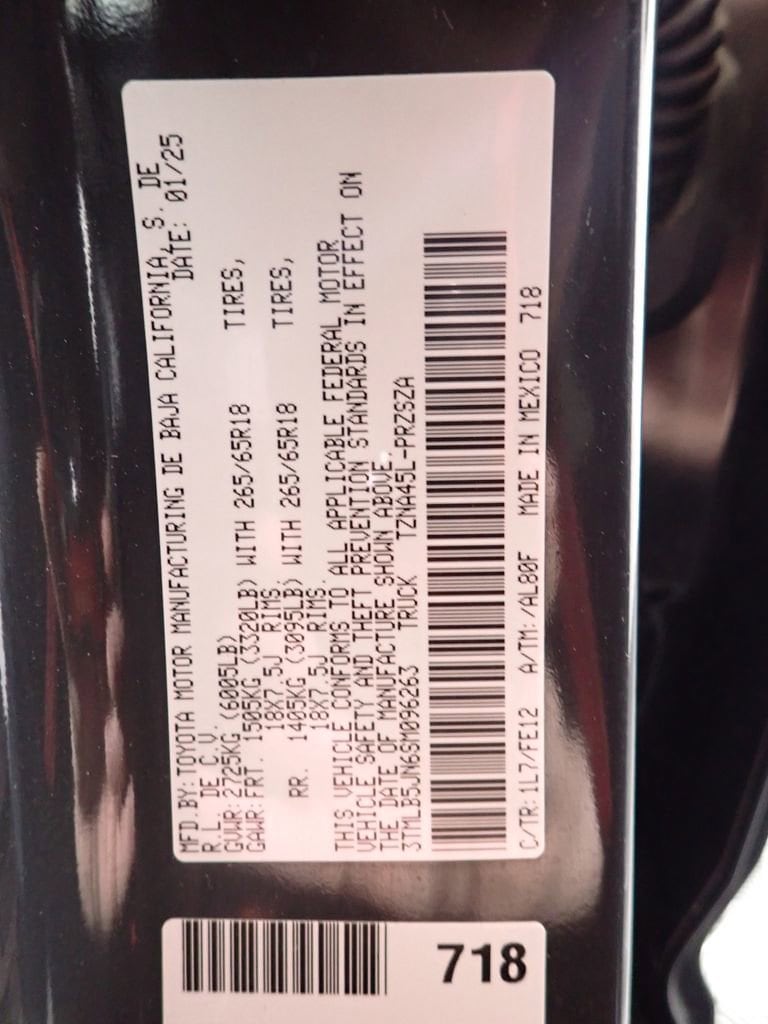 MFD.BY:TOYOTA MOTOR MANUFACTURING DE BAJA CALIFORNIA, S. DE
R.L. DE C.V. DATE: 01/25
GVWR:2725KG (6005LB)
GAWR:FRT. 1505KG (3320LB) WITH 265/65R18 TIRES,
18X7.5J RIMS.
RR. 1405KG (3095LB) WITH 265/65R18 TIRES,
18X7.5J RIMS.
THIS VEHICLE CONFORMS TO ALL APPLICABLE FEDERAL MOTOR
VEHICLE SAFETY AND THEFT PREVENTION STANDARDS IN EFFECT ON
THE DATE OF MANUFACTURE SHOWN ABOVE.
3TMLB5JN6SM096263 TRUCK TZNA45L-PRZSZA
C/TR:1L7/FE12 A/TM:/AL80F MADE IN MEXICO 718
718